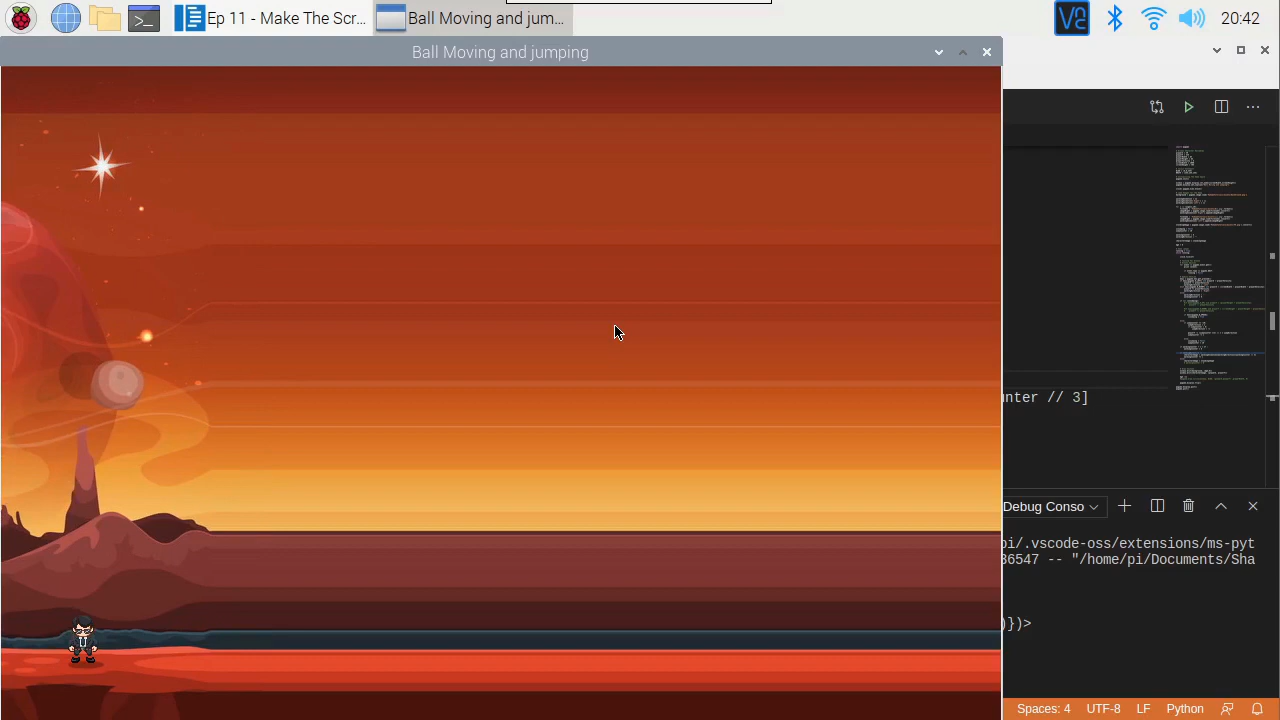 Ep 11 - Make The Scr...
Ball Moving and jum...
20:42
Ball Moving and jumping
nter // 3]
Debug Conso
pi/.vscode-oss/extensions/ms-pyt
36547 -- "/home/pi/Documents/Sha
)})>
Spaces: 4
UTF-8
LF
Python